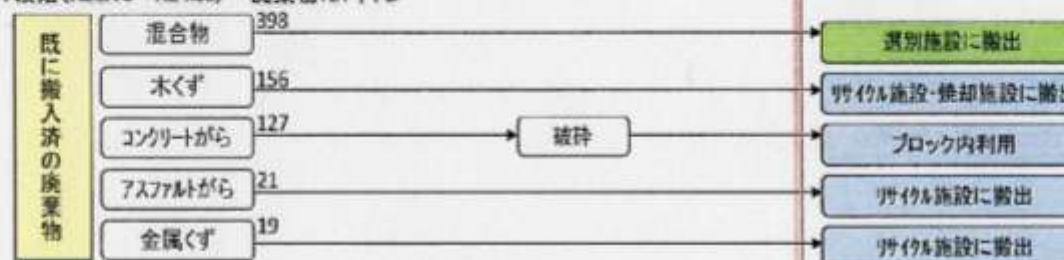 既に搬入済の廃棄物
混合物 398 選別施設に搬出
木くず 156 リサイクル施設・焼却施設に搬出
コンクリートがら 127 破砕 ブロック内利用
アスファルトがら 21 リサイクル施設に搬出
金属くず 19 リサイクル施設に搬出